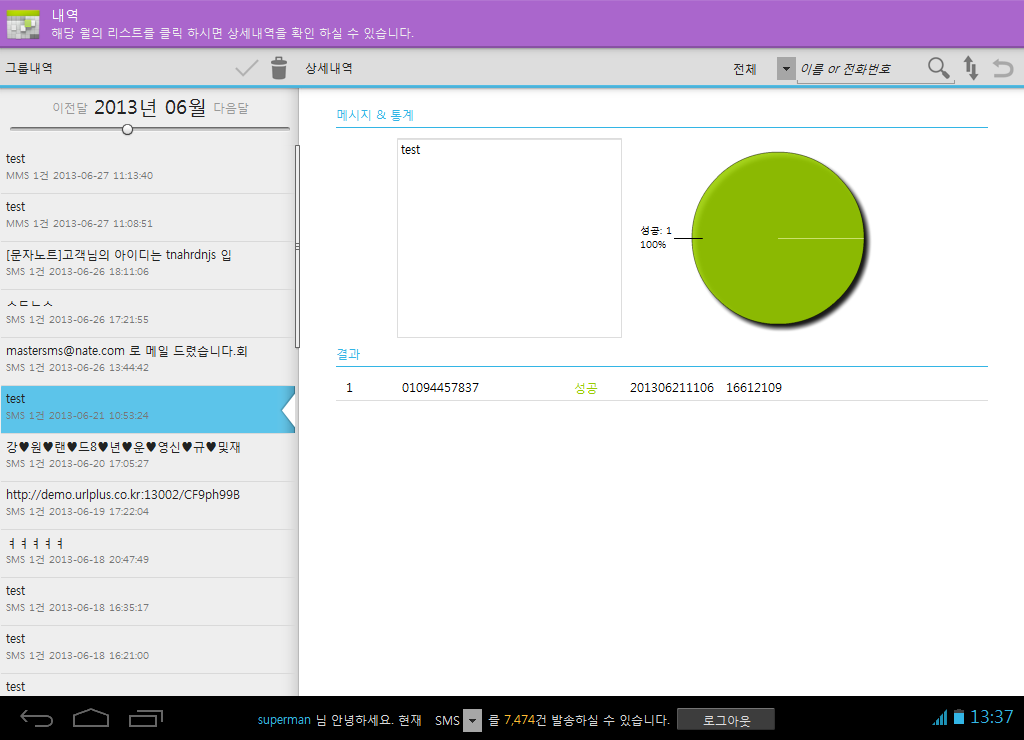 내역
해당 월의 리스트를 클릭 하시면 상세내역을 확인 하실 수 있습니다.
그룹내역
상세내역
전체
이름 or 전화번호
이전달 2013년 06월 다음달
test
MMS 1건 2013-06-27 11:13:40
test
MMS 1건 2013-06-27 11:08:51
[문자노트]고객님의 아이디는 tnahrdnjs 입
SMS 1건 2013-06-26 18:11:06
ㅅㄷㄴㅅ
SMS 1건 2013-06-26 17:21:55
mastersms@nate.com 로 메일 드렸습니다.회
SMS 1건 2013-06-26 13:44:42
test
SMS 1건 2013-06-21 10:53:24
강♥원♥랜♥드8♥년♥운♥영신♥규♥및재
SMS 1건 2013-06-20 17:05:27
http://demo.urlplus.co.kr:13002/CF9ph99B
SMS 1건 2013-06-19 17:22:04
ㅕㅕㅕㅕㅕ
SMS 1건 2013-06-18 20:47:49
test
SMS 1건 2013-06-18 16:35:17
test
SMS 1건 2013-06-18 16:21:00
test
메시지 & 통계
test
성공: 1
100%
결과
1 01094457837 성공 201306211106 16612109
superman 님 안녕하세요. 현재 SMS 를 7,474건 발송하실 수 있습니다. 로그아웃
13:37